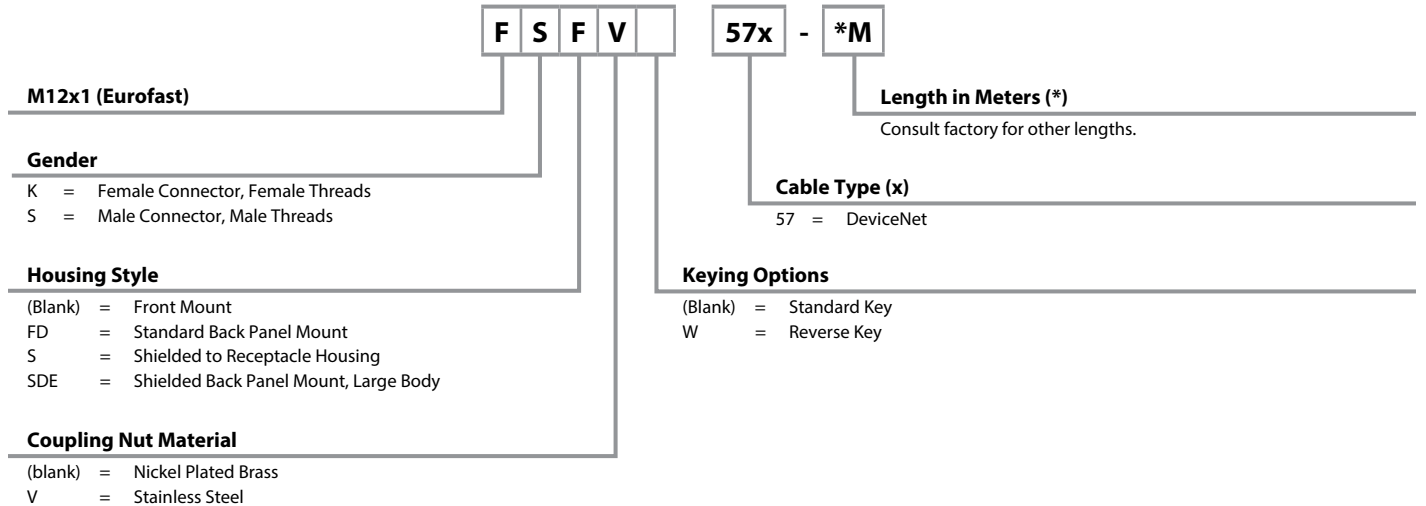 F S F V 57x - *M
M12x1 (Eurofast)
Length in Meters (*)
Consult factory for other lengths.
Gender
K = Female Connector, Female Threads
S = Male Connector, Male Threads
Cable Type (x)
57 = DeviceNet
Housing Style
(Blank) = Front Mount
FD = Standard Back Panel Mount
S = Shielded to Receptacle Housing
SDE = Shielded Back Panel Mount, Large Body
Keying Options
(Blank) = Standard Key
W = Reverse Key
Coupling Nut Material
(blank) = Nickel Plated Brass
V = Stainless Steel